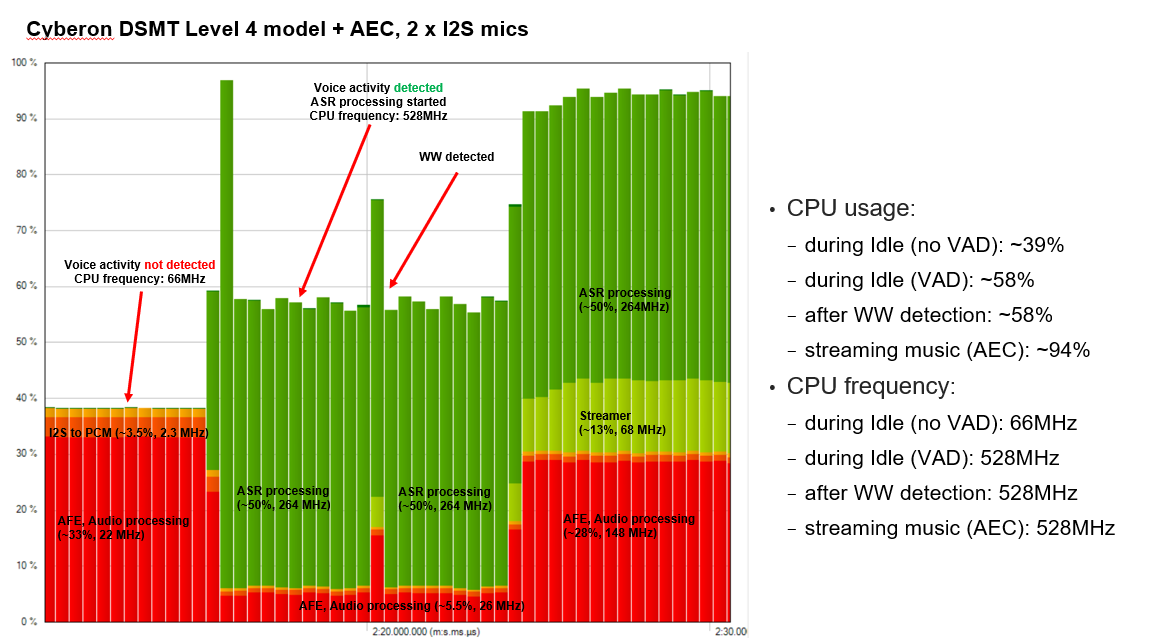 Cyberon DSMT Level 4 model + AEC, 2 x I2S mics
100 %
90 %
80 %
70 %
60 %
50 %
40 %
30 %
20 %
10 %
0 %
Voice activity detected
ASR processing started
CPU frequency: 528MHz
WW detected
Voice activity not detected
CPU frequency: 66MHz
ASR processing
(~50%, 264MHz)
Streamer
(~13%, 68 MHz)
I2S to PCM (~3.5%, 2.3 MHz)
ASR processing
(~50%, 264 MHz)
ASR processing
(~50%, 264 MHz)
AFE, Audio processing
(~33%, 22 MHz)
AFE, Audio processing
(~28%, 148 MHz)
AFE, Audio processing (~5.5%, 26 MHz)
2:20.000.000 (m:s.ms.µs)
2:30.00
• CPU usage:
– during Idle (no VAD): ~39%
– during Idle (VAD): ~58%
– after WW detection: ~58%
– streaming music (AEC): ~94%
• CPU frequency:
– during Idle (no VAD): 66MHz
– during Idle (VAD): 528MHz
– after WW detection: 528MHz
– streaming music (AEC): 528MHz